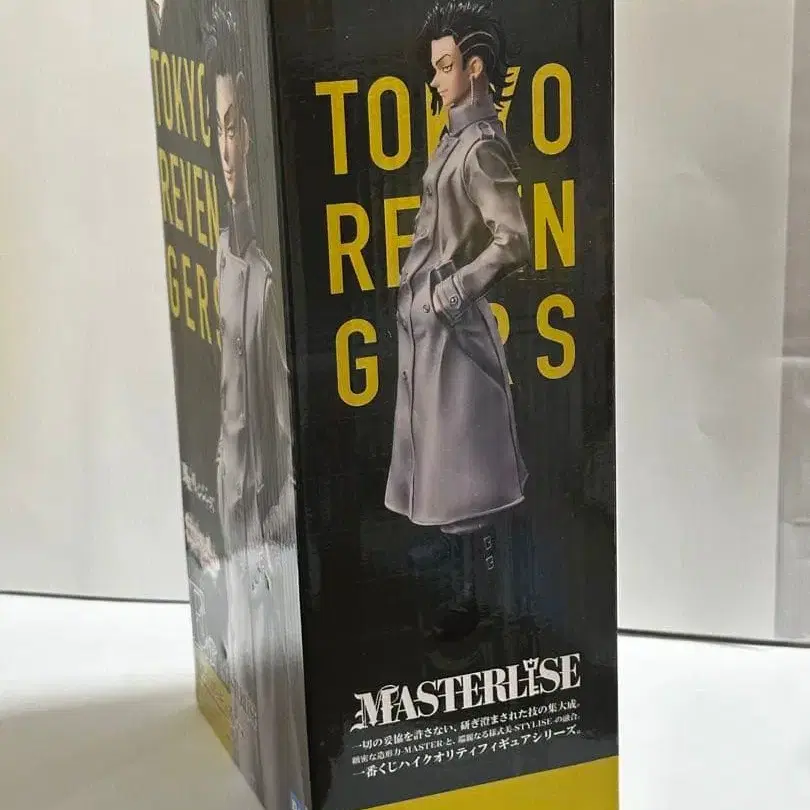 TOKYO
REVEN
GERS
TOKYO
REVEN
GERS
MASTERLISE
一切の妥協を許さない、研ぎ澄まされた技の集大成。
緻密な造形力-MASTER-と、端麗なる様式美-STYLISE-の融合。
一番くじハイクオリティフィギュアシリーズ。